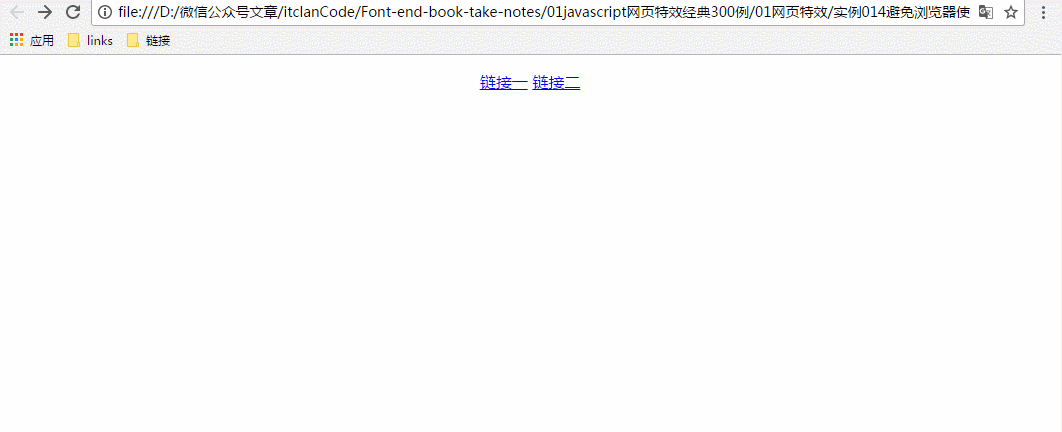 file:///D:/微信公众号文章/itclanCode/Font-end-book-take-notes/01javascript网页特效经典300例/01网页特效/实例014避免浏览器使
应用 links 链接
链接一 链接二